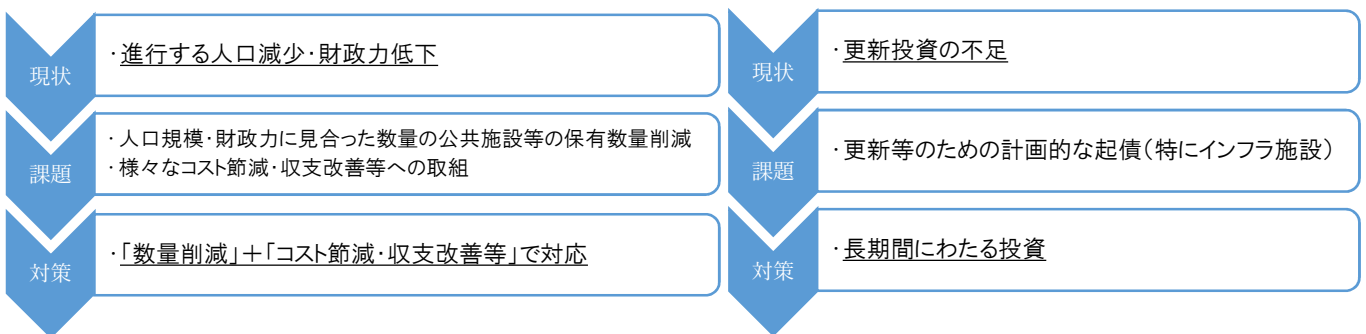 現状
・進行する人口減少・財政力低下
課題
・人口規模・財政力に見合った数量の公共施設等の保有数量削減
・様々なコスト節減・収支改善等への取組
対策
・「数量削減」＋「コスト節減・収支改善等」で対応
現状
・更新投資の不足
課題
・更新等のための計画的な起債（特にインフラ施設）
対策
・長期間にわたる投資